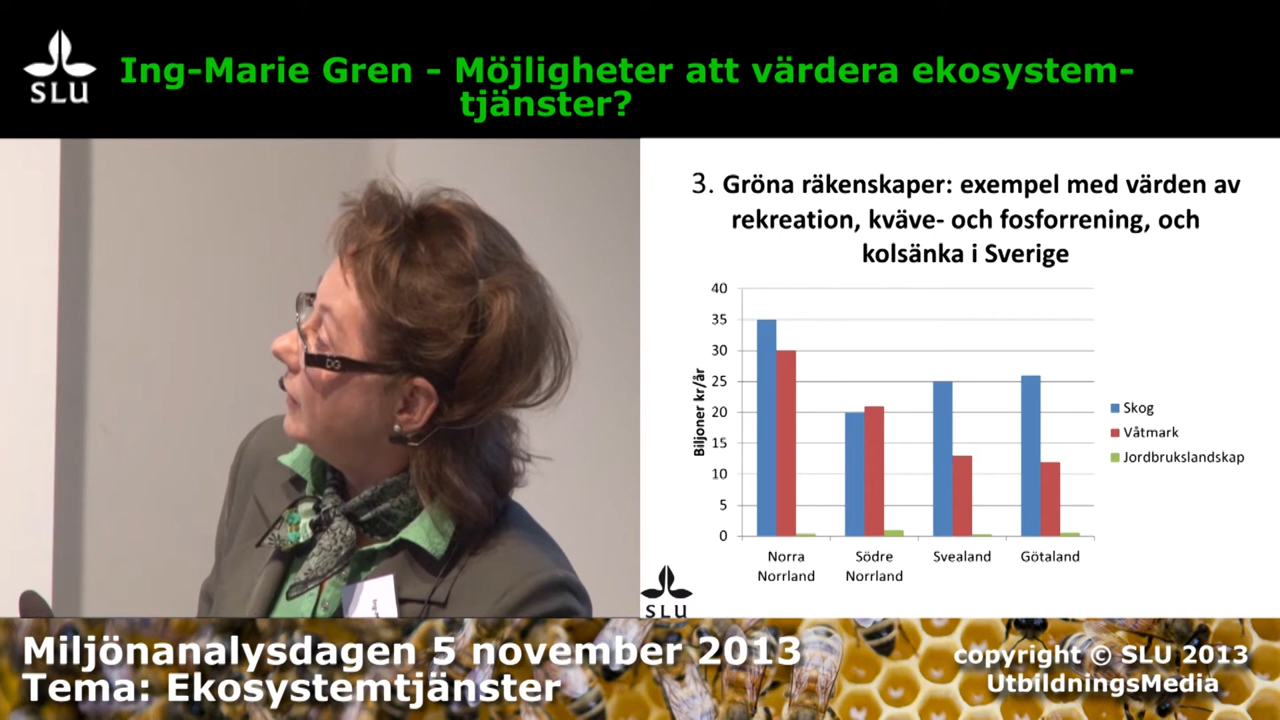 SLU
Ing-Marie Gren - Möjligheter att värdera ekosystem-
tjänster?
3. Gröna räkenskaper: exempel med värden av
rekreation, kväve- och fosforrening, och
kolsänka i Sverige
Biljoner kr/år
40
35
30
25
20
15
10
5
0
Norra
Norrland
Södre
Norrland
Svealand
Götaland
Skog
Våtmark
Jordbrukslandskap
SLU
DG
Miljönanalysdagen 5 november 2013
Tema: Ekosystemtjänster
copyright © SLU 2013
UtbildningsMedia